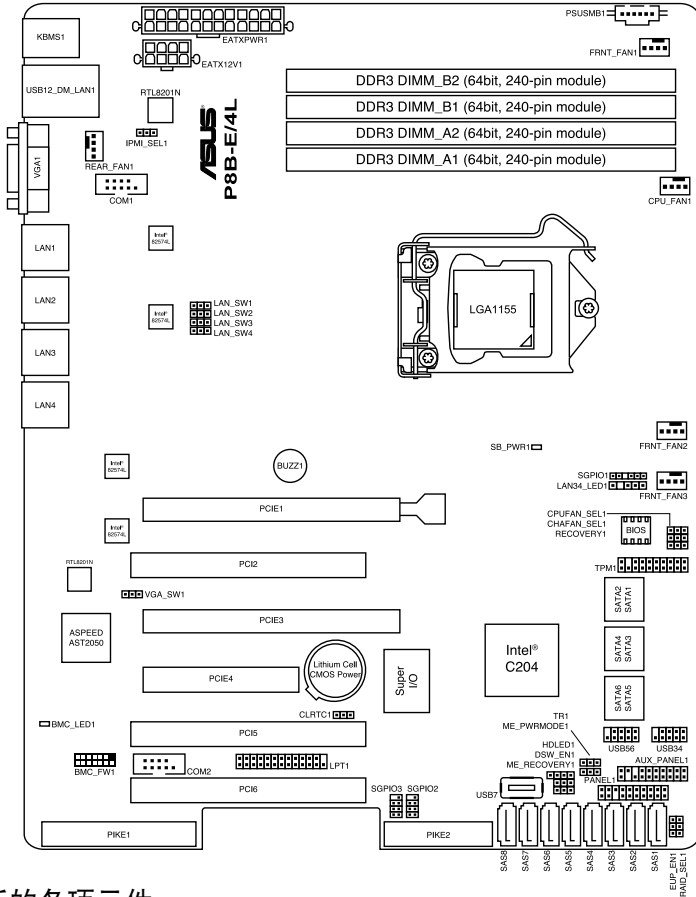 PSUSMB1
KBMS1
EATXPWR1
FRNT_FAN1
EATX12V1
USB12_DM_LAN1
RTL8201N
DDR3 DIMM_B2 (64bit, 240-pin module)
DDR3 DIMM_B1 (64bit, 240-pin module)
DDR3 DIMM_A2 (64bit, 240-pin module)
DDR3 DIMM_A1 (64bit, 240-pin module)
IPMI_SEL1
ASUS®
P8B-E/4L
VGA1
REAR_FAN1
COM1
CPU_FAN1
LAN1
Intel®
82574L
LAN2
Intel®
82574L
LAN_SW1
LAN_SW2
LAN_SW3
LAN_SW4
LGA1155
LAN3
LAN4
SB_PWR1
FRNT_FAN2
Intel®
82574L
BUZZ1
SGPIO1
LAN34_LED1
FRNT_FAN3
PCIE1
CPUFAN_SEL1
CHAFAN_SEL1
RECOVERY1
BIOS
Intel®
82574L
RTL8201N
PCI2
TPM1
VGA_SW1
SATA2
SATA1
ASPEED
AST2050
PCIE3
Intel®
C204
SATA4
SATA3
Lithium Cell
CMOS Power
Super
I/O
PCIE4
SATA6
SATA5
CLRTC1
TR1
ME_PWRMODE1
BMC_LED1
PCI5
USB56
USB34
HDLED1
DSW_EN1
ME_RECOVERY1
AUX_PANEL1
BMC_FW1
COM2
LPT1
PANEL1
PCI6
SGPIO3
SGPIO2
USB7
PIKE1
PIKE2
SAS8
SAS7
SAS6
SAS5
SAS4
SAS3
SAS2
SAS1
EUP_EN1
RAID_SEL1
的各项元件